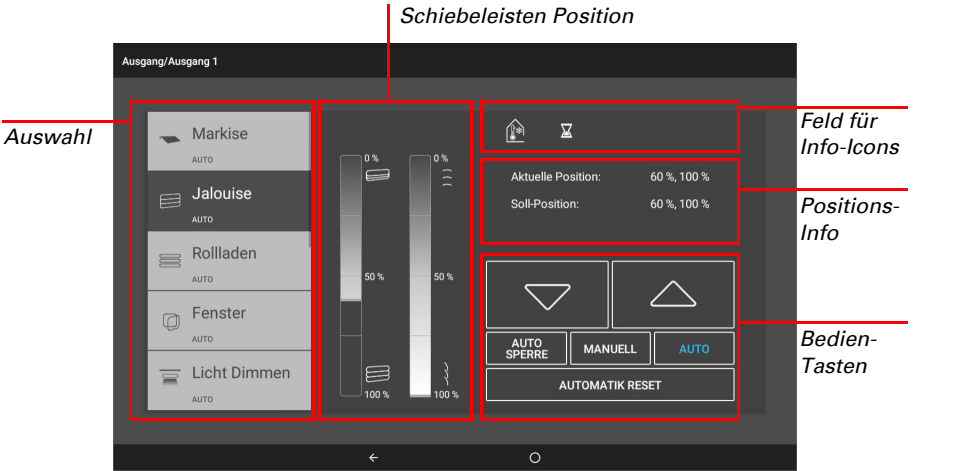 Schiebeleisten Position
Ausgang/Ausgang 1
Auswahl
Markise
AUTO
Jalouise
AUTO
Rollladen
AUTO
Fenster
AUTO
Licht Dimmen
AUTO
0 %
0 %
50 %
50 %
100 %
100 %
Feld für
Info-Icons
Aktuelle Position: 60 %, 100 %
Soll-Position: 60 %, 100 %
Positions-
Info
AUTO
SPERRE
MANUELL
AUTO
AUTOMATIK RESET
Bedien-
Tasten